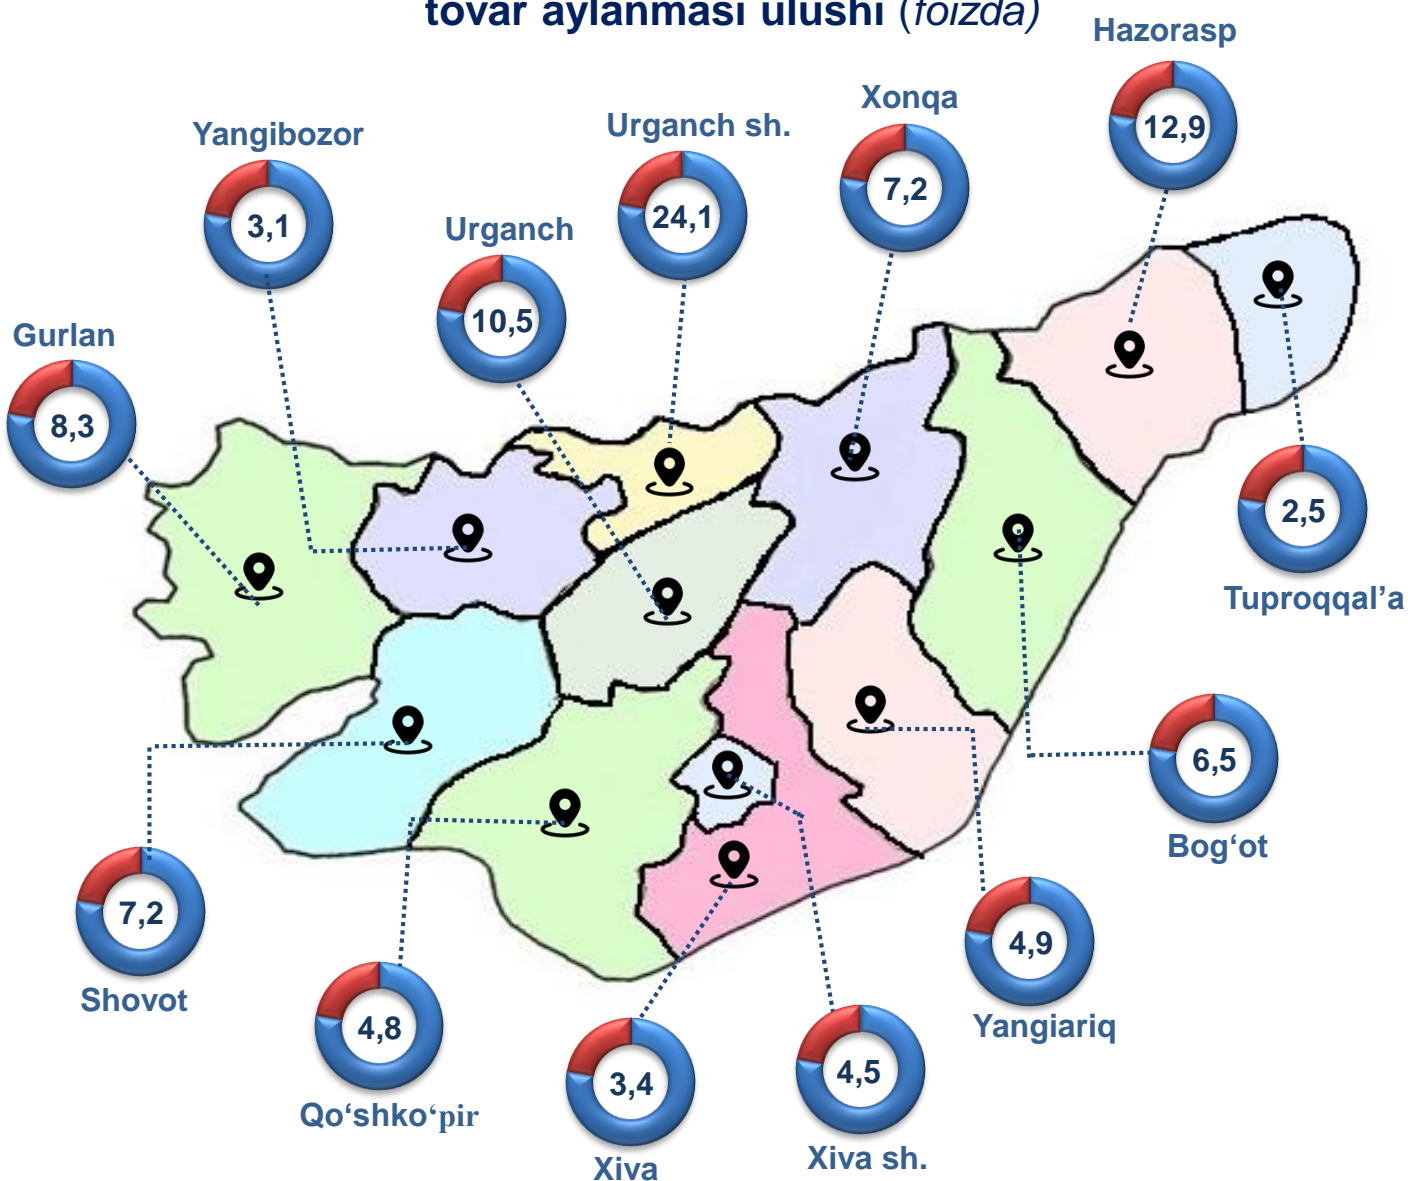 tovar aylanması ulushi (foizda)
Hazorasp
12,9
Xonqa
7,2
Urganch sh.
24,1
Yangibozor
3,1
Urganch
10,5
Gurlan
8,3
2,5
Tuproqqal’a
6,5
Bog‘ot
7,2
Shovot
4,9
Yangiariq
4,8
Qo‘shko‘pir
3,4
Xiva
4,5
Xiva sh.